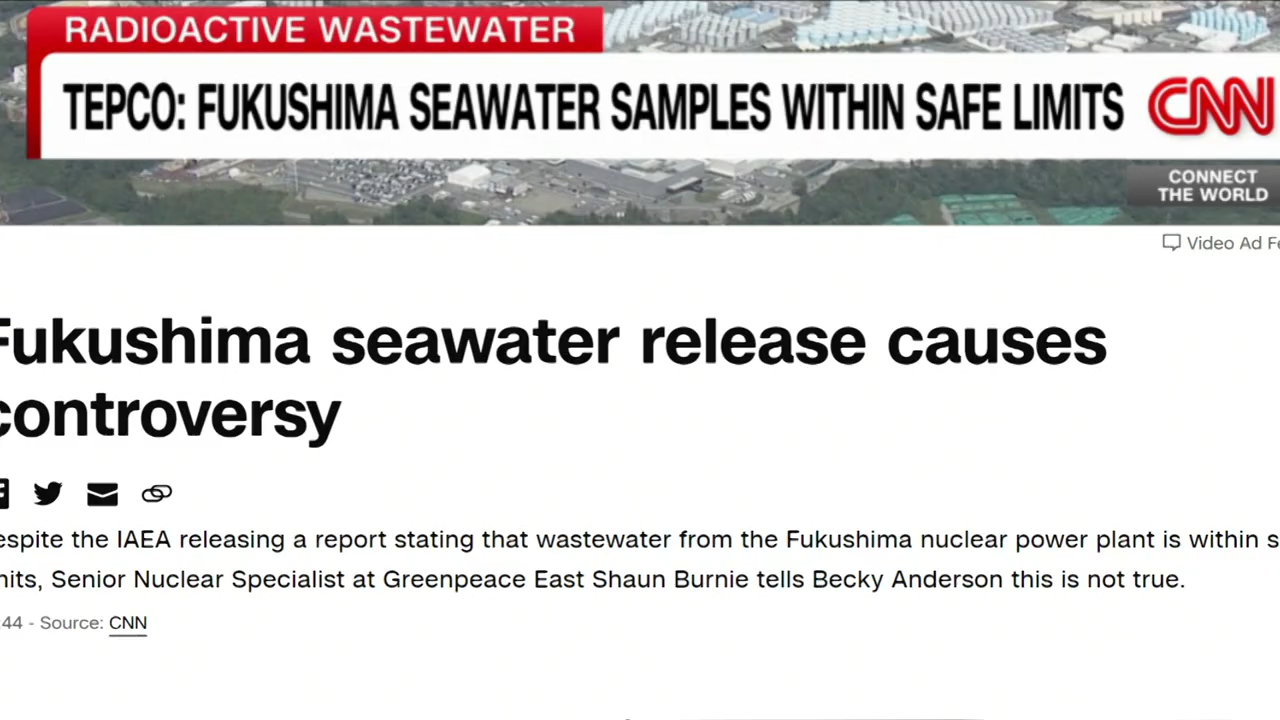 RADIOACTIVE WASTEWATER
TEPCO: FUKUSHIMA SEAWATER SAMPLES WITHIN SAFE LIMITS
CNN
CONNECT
THE WORLD
Video Ad Fe
Fukushima seawater release causes
controversy
espite the IAEA releasing a report stating that wastewater from the Fukushima nuclear power plant is within s
nits, Senior Nuclear Specialist at Greenpeace East Shaun Burnie tells Becky Anderson this is not true.
:44 - Source: CNN